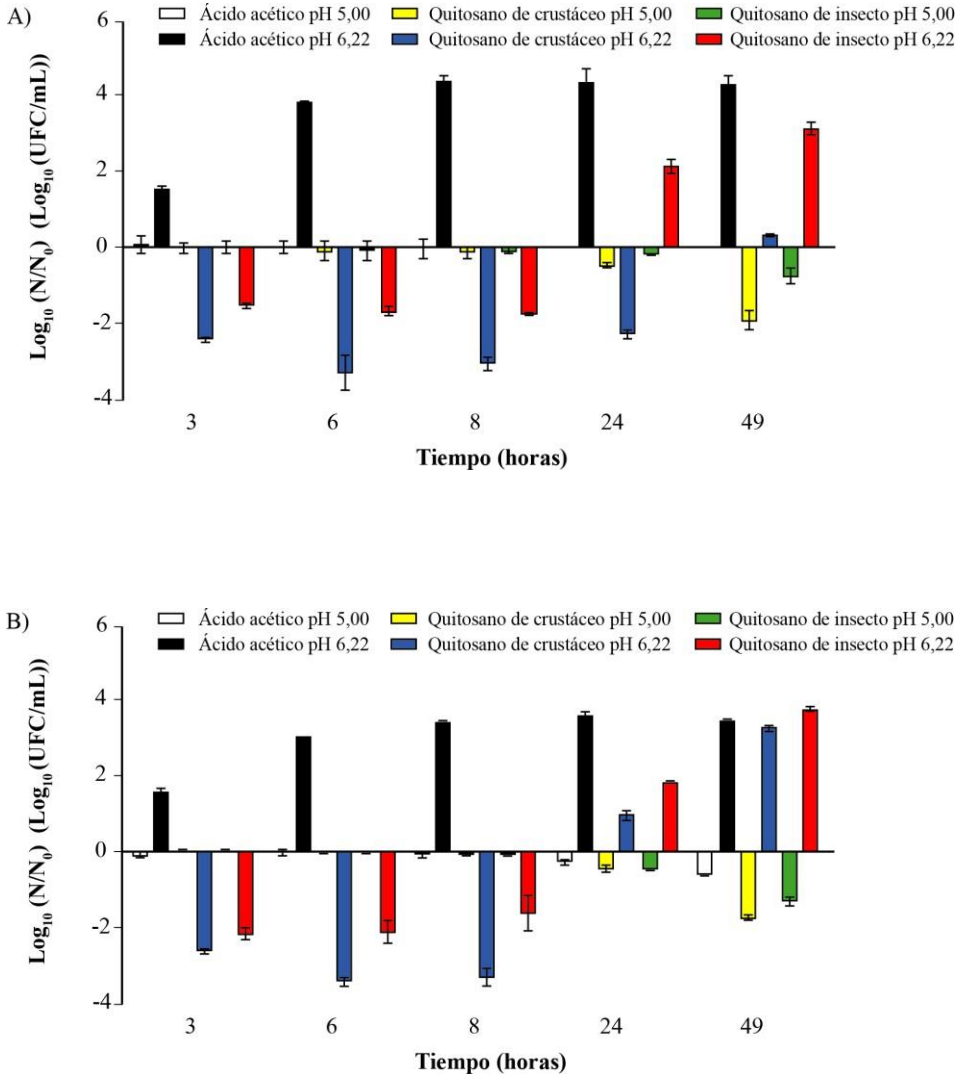 A)
Ácido acético pH 5,00 Quitosano de crustáceo pH 5,00 Quitosano de insecto pH 5,00
Ácido acético pH 6,22 Quitosano de crustáceo pH 6,22 Quitosano de insecto pH 6,22
Log10 (N/N0) (Log10 (UFC/mL))
6
4
2
0
-2
-4
3 6 8 24 49
Tiempo (horas)
B)
Ácido acético pH 5,00 Quitosano de crustáceo pH 5,00 Quitosano de insecto pH 5,00
Ácido acético pH 6,22 Quitosano de crustáceo pH 6,22 Quitosano de insecto pH 6,22
Log10 (N/N0) (Log10 (UFC/mL))
6
4
2
0
-2
-4
3 6 8 24 49
Tiempo (horas)